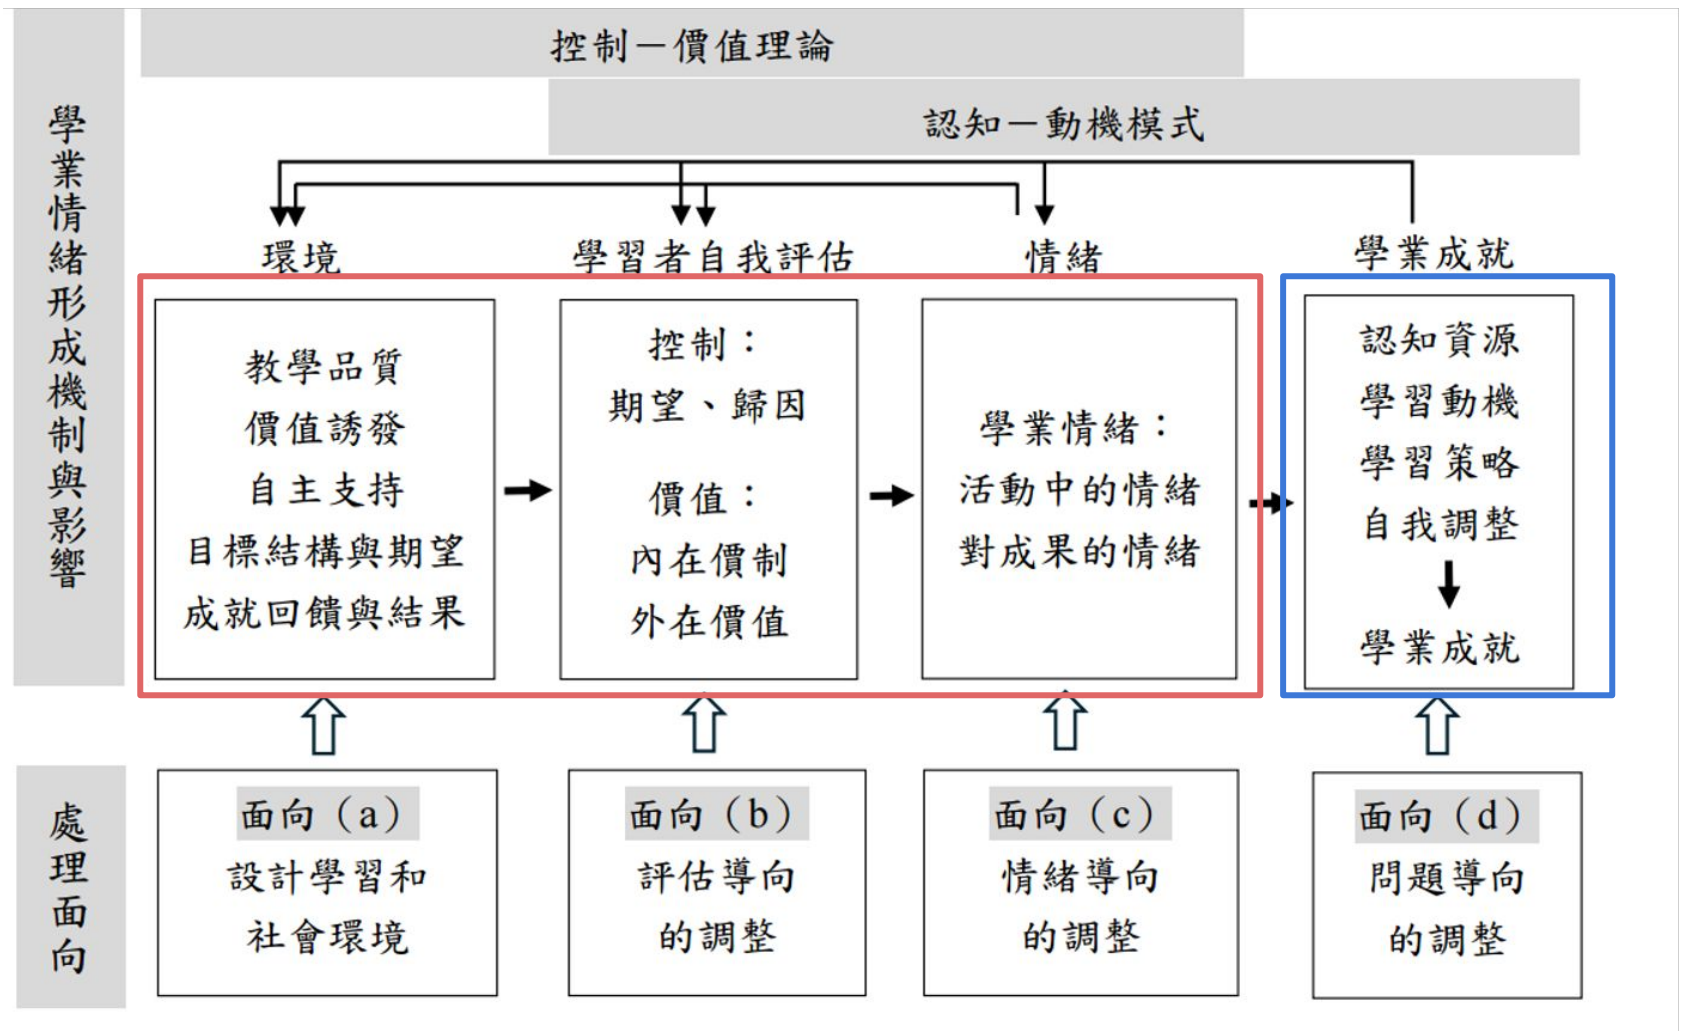 控制－價值理論
認知－動機模式
學業情緒形成機制與影響
環境
學習者自我評估
情緒
學業成就
教學品質
價值誘發
自主支持
目標結構與期望
成就回饋與結果
控制：
期望、歸因
價值：
內在價制
外在價值
學業情緒：
活動中的情緒
對成果的情緒
認知資源
學習動機
學習策略
自我調整
學業成就
處理面向
面向（a）
設計學習和
社會環境
面向（b）
評估導向
的調整
面向（c）
情緒導向
的調整
面向（d）
問題導向
的調整